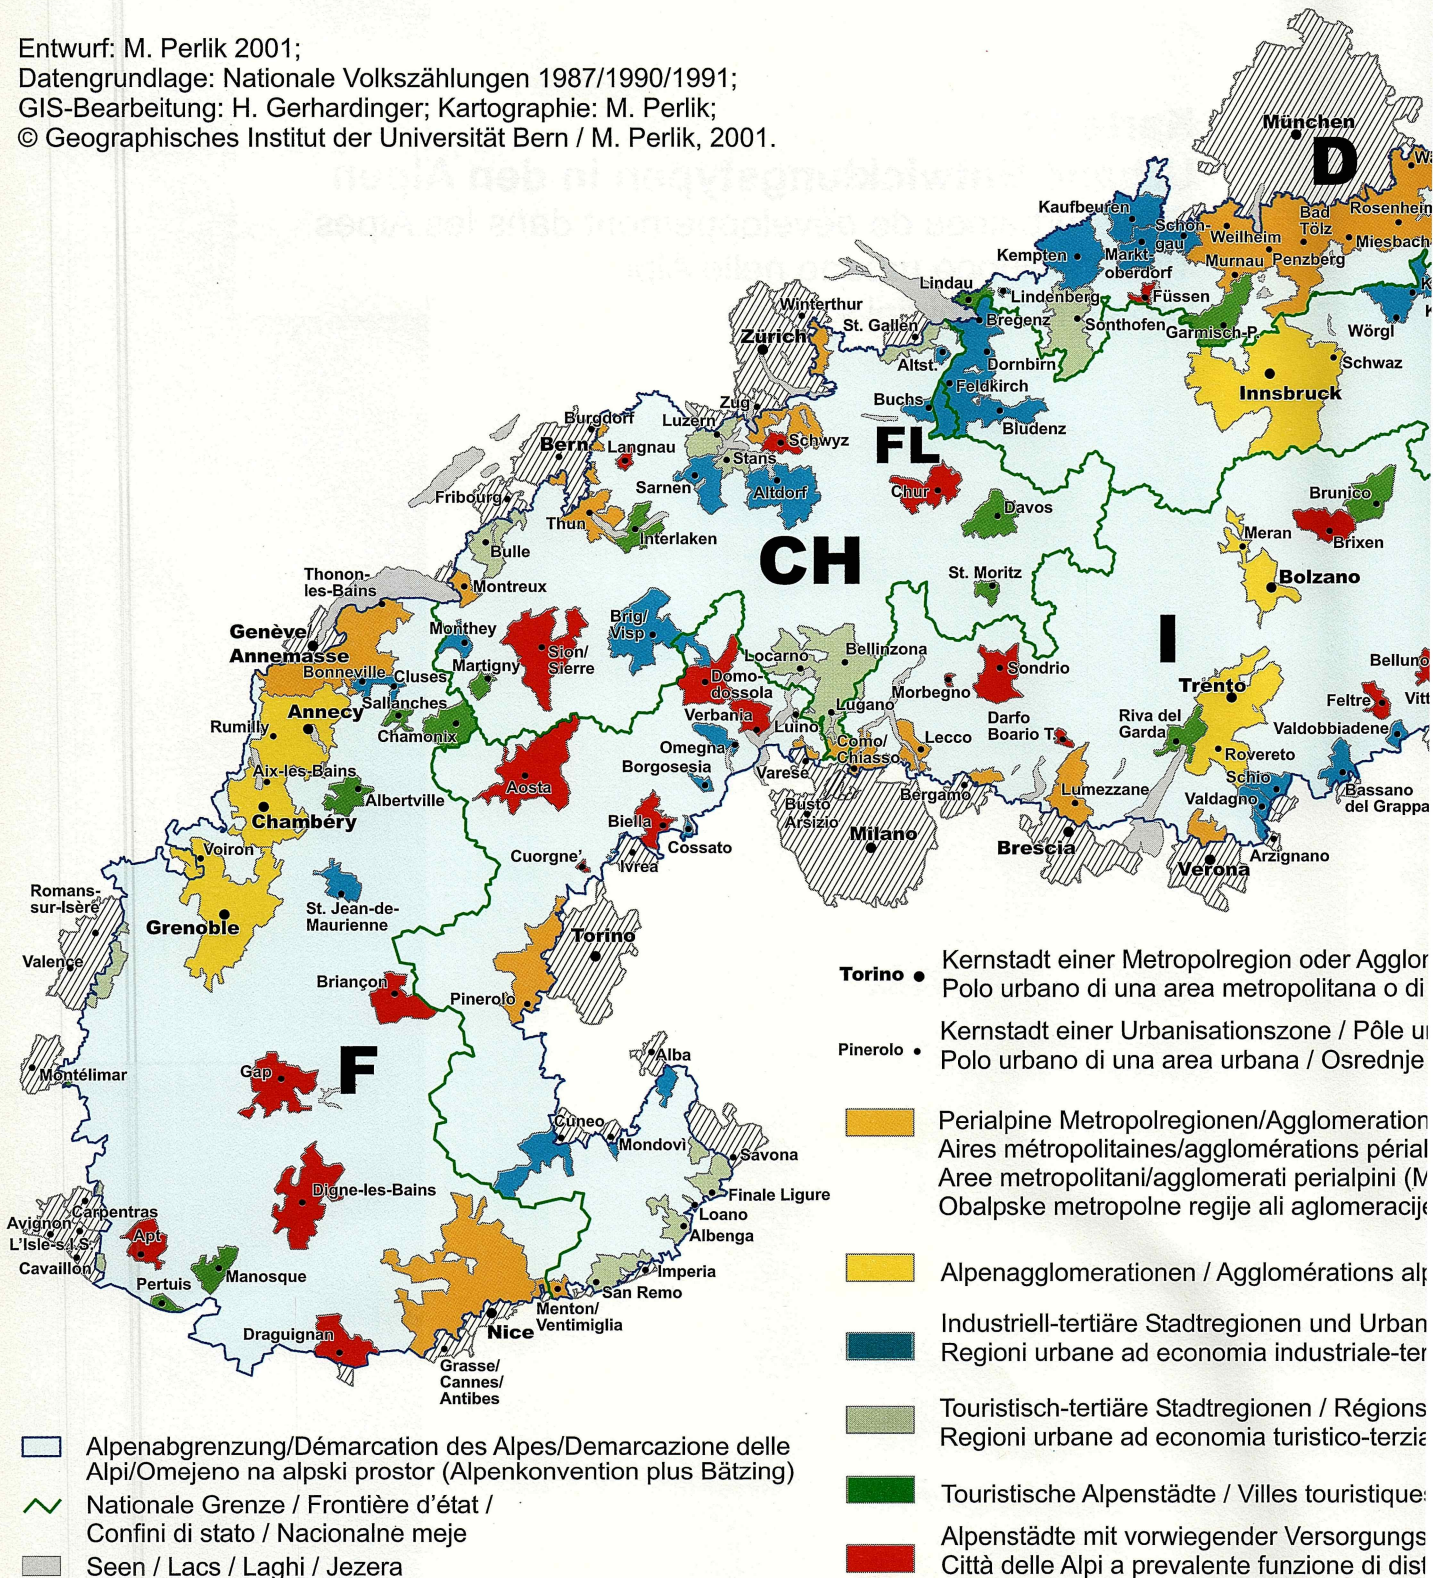 Entwurf: M. Perlik 2001;
Datengrundlage: Nationale Volkszählungen 1987/1990/1991;
GIS-Bearbeitung: H. Gerhardinger; Kartographie: M. Perlik;
© Geographisches Institut der Universität Bern / M. Perlik, 2001.
München
D
Kaufbeuren
Schon-
gau
Bad
Tölz
Rosenheim
Weilheim
Miesbach
Kempten
Markt-
oberdorf
Murnau
Penzberg
Lindau
Lindenberg
Füssen
Winterthur
St. Gallen
Bregenz
Sonthofen
Garmisch-P.
Wörgl
Zürich
Altst.
Dornbirn
Schwaz
Feldkirch
Innsbruck
Zug
Buchs
Bludenz
Burgdorf
Luzern
Bern
Langnau
Schwyz
FL
Stans
Sarnen
Altdorf
Chur
Brunico
Fribourg
Thun
Davos
Interlaken
Meran
Brixen
Bulle
CH
Thonon-
les-Bains
Montreux
St. Moritz
Bolzano
Genève
Annemasse
Monthey
Brig/
Visp
I
Sion/
Sierre
Locarno
Bellinzona
Bonneville
Cluses
Martigny
Domo-
dossola
Morbegno
Sondrio
Belluno
Trento
Annecy
Sallanches
Verbania
Lugano
Feltre
Vitt
Rumilly
Chamonix
Luino
Darfo
Boario T.
Riva del
Garda
Valdobbiadene
Omegna
Como/
Chiasso
Lecco
Rovereto
Aix-les-Bains
Borgosesia
Varese
Schio
Albertville
Aosta
Bergamo
Lumezzane
Valdagno
Bassano
del Grappa
Chambéry
Biella
Busto
Arsizio
Milano
Cossato
Brescia
Voiron
Cuorgne'
Ivrea
Verona
Arzignano
Romans-
sur-Isère
St. Jean-de-
Maurienne
Grenoble
Torino
Valence
Briançon
Pinerolo
Alba
Gap
F
Montélimar
Cuneo
Mondovì
Savona
Digne-les-Bains
Finale Ligure
Carpentras
Loano
Avignon
L'Isle-s.l.S.
Apt
Albenga
Cavaillon
Manosque
Imperia
Pertuis
San Remo
Menton/
Ventimiglia
Draguignan
Nice
Grasse/
Cannes/
Antibes
Torino
Kernstadt einer Metropolregion oder
Polo urbano di una area metropolitana o di
Pinerolo
Kernstadt einer Urbanisationszone / Pôle
Polo urbano di una area urbana / Osrednje
Perialpine Metropolregionen/Agglomeration
Aires métropolitaines/agglomérations
Aree metropolitani/agglomerati perialpini
Obalpske metropolne regije ali aglomeracije
Alpenagglomerationen / Agglomérations
Industriell-tertiäre Stadtregionen und
Regioni urbane ad economia
Touristisch-tertiäre Stadtregionen / Régions
Regioni urbane ad economia
Touristische Alpenstädte / Villes
Alpenstädte mit vorwiegender
Città delle Alpi a prevalente funzione di
Alpenabgrenzung/Démarcation des Alpes/Demarcazione delle
Alpi/Omejeno na alpski prostor (Alpenkonvention plus Bätzing)
Nationale Grenze / Frontière d'état /
Confini di stato / Nacionalne meje
Seen / Lacs / Laghi / Jezera